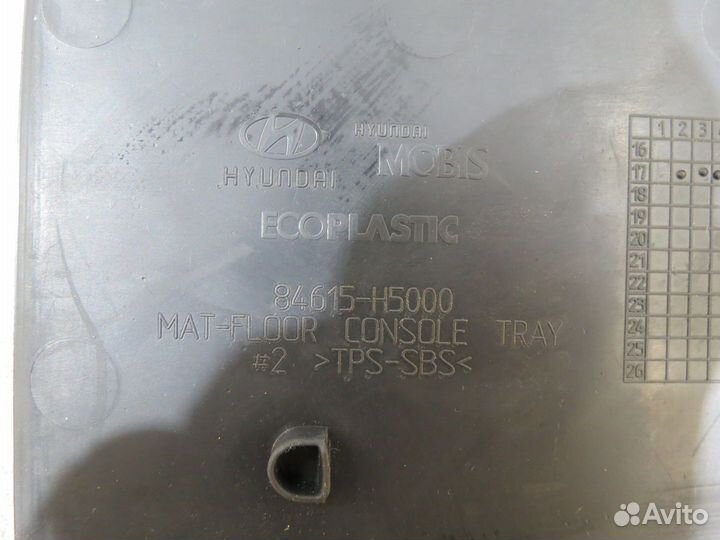 HYUNDAI
HYUNDAI
MOBIS
ECOPLASTIC
84615-H5000
MAT-FLOOR CONSOLE TRAY
#2 >TPS-SBS<
1 2 3
16
17
18
19
20
21
22
23
24
25
26
Avito